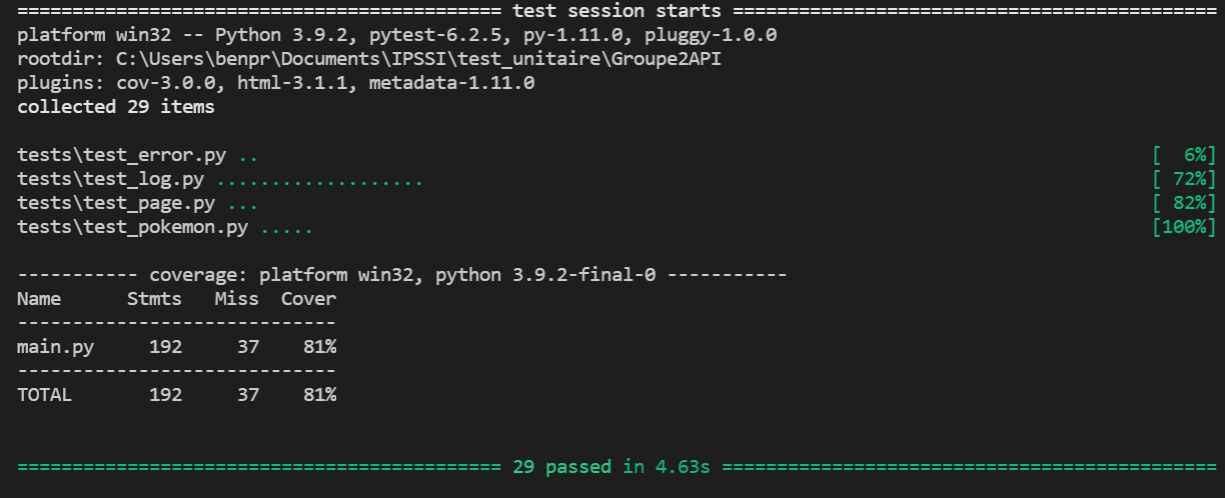 ============================================ test session starts ============================================
platform win32 -- Python 3.9.2, pytest-6.2.5, py-1.11.0, pluggy-1.0.0
rootdir: C:\Users\benpr\Documents\IPSSI\test_unitaire\Groupe2API
plugins: cov-3.0.0, html-3.1.1, metadata-1.11.0
collected 29 items

tests\test_error.py .. [  6%]
tests\test_log.py ................... [ 72%]
tests\test_page.py ... [ 82%]
tests\test_pokemon.py ..... [100%]

----------- coverage: platform win32, python 3.9.2-final-0 -----------
Name      Stmts   Miss  Cover
-----------------------------
main.py     192     37    81%
-----------------------------
TOTAL       192     37    81%

============================================ 29 passed in 4.63s =============================================